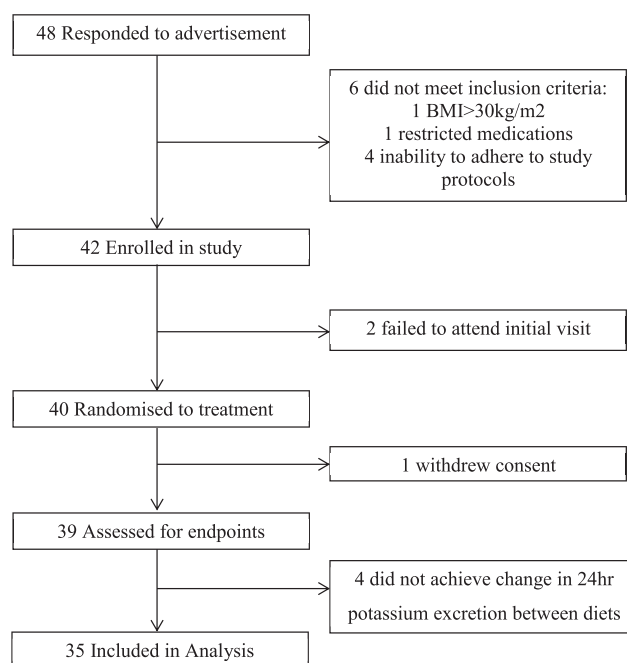 48 Responded to advertisement
6 did not meet inclusion criteria:
1 BMI>30kg/m2
1 restricted medications
4 inability to adhere to study
protocols
42 Enrolled in study
2 failed to attend initial visit
40 Randomised to treatment
1 withdrew consent
39 Assessed for endpoints
4 did not achieve change in 24hr
potassium excretion between diets
35 Included in Analysis